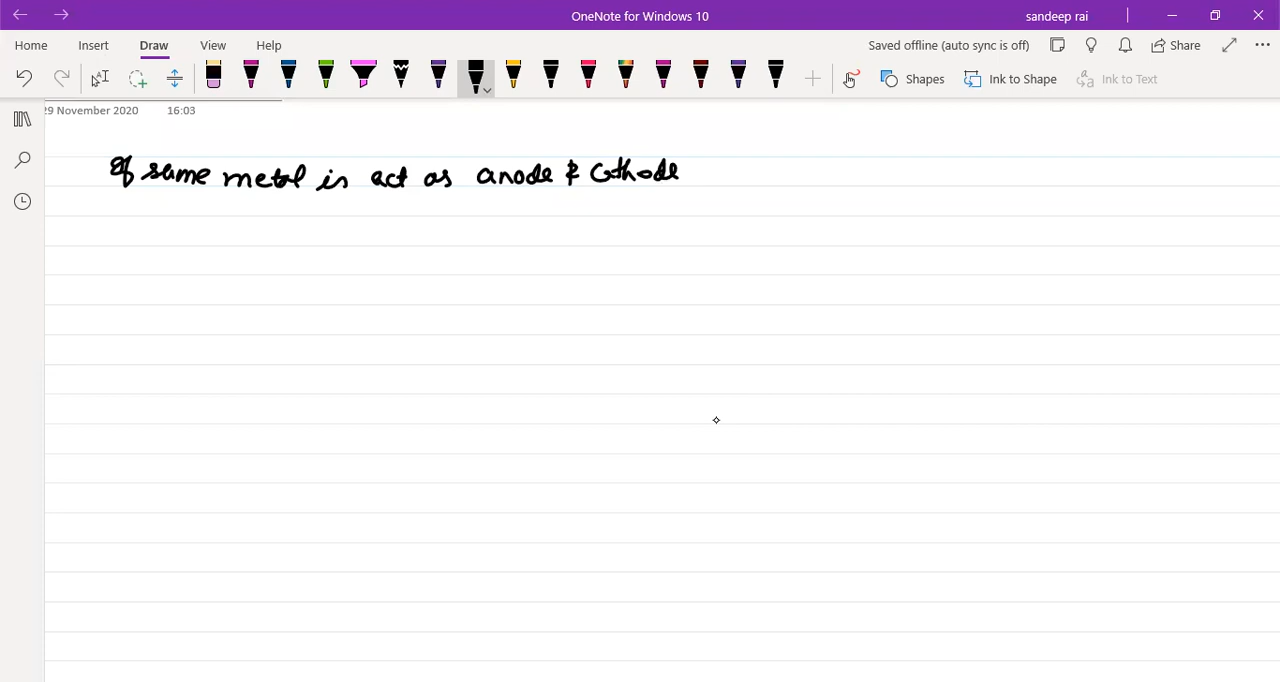 OneNote for Windows 10
sandeep rai
Home Insert Draw View Help
Saved offline (auto sync is off) Share
Shapes Ink to Shape Ink to Text
29 November 2020 16:03
If same metal is act as anode & cathode